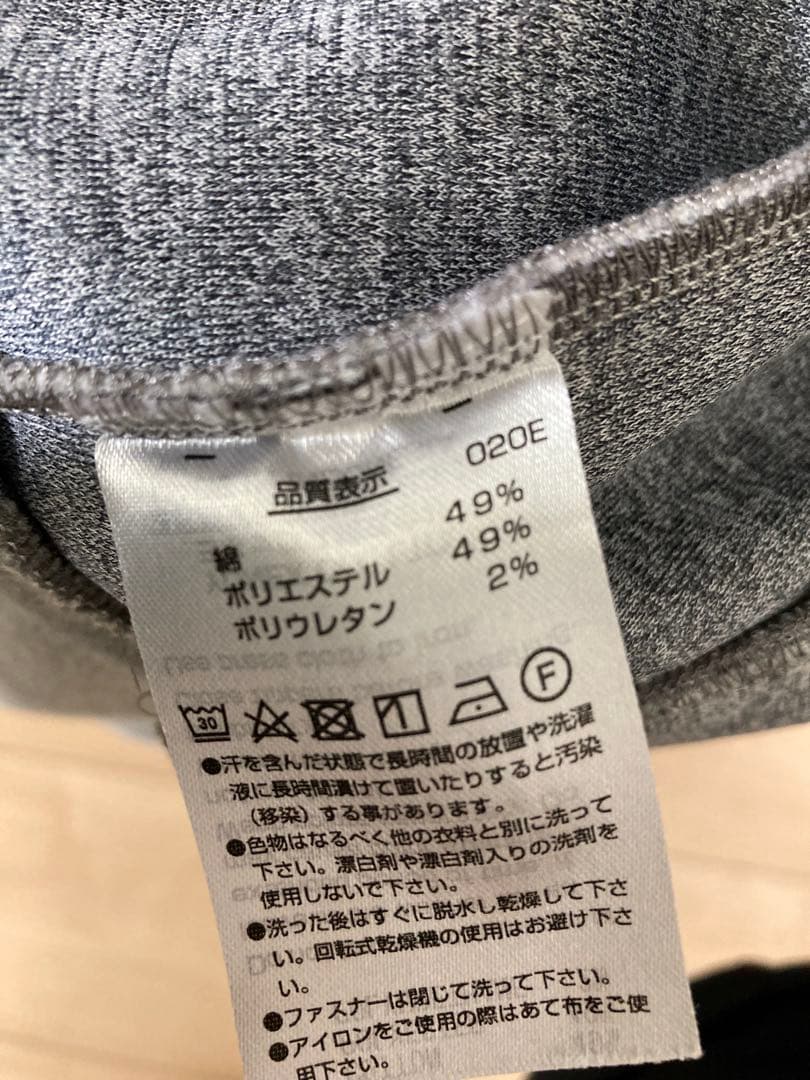 品質表示 020E
綿 49%
ポリエステル 49%
ポリウレタン 2%
30
F
●汗を含んだ状態で長時間の放置や洗濯
液に長時間漬けて置いたりすると汚染
（移染）する事があります。
●色物はなるべく他の衣料と別に洗って
下さい。漂白剤や漂白剤入りの洗剤を
使用しないで下さい。
●洗った後はすぐに脱水し乾燥して下さ
い。回転式乾燥機の使用はお避け下さ
い。
●ファスナーは閉じて洗って下さい。
●アイロンをご使用の際はあて布をご使
用下さい。